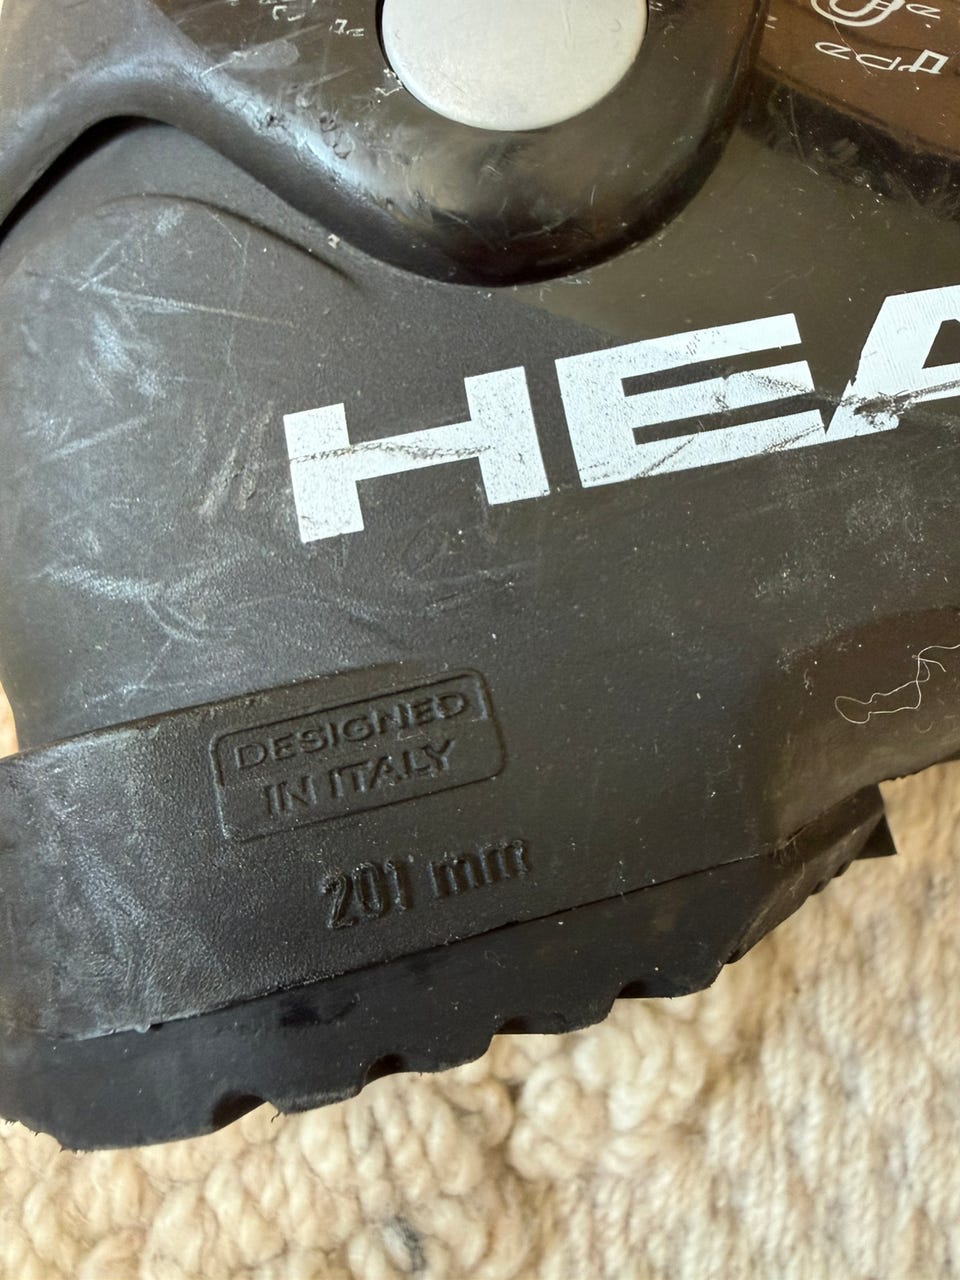 HEA
DESIGNED
IN ITALY
201 mm